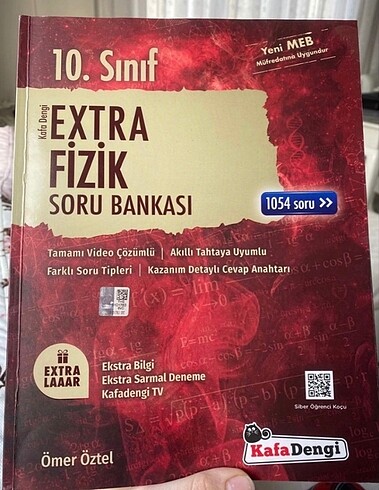 10. Sınıf
Yeni MEB
Müfredatına Uygundur
Kafa Dengi
EXTRA
FİZİK
SORU BANKASI
1054 soru >>
Tamamı Video Çözümlü | Akıllı Tahtaya Uyumlu
Farklı Soru Tipleri | Kazanım Detaylı Cevap Anahtarı
EXTRA
LAAAR
Ekstra Bilgi
Ekstra Sarmal Deneme
Kafadengi TV
Siber Öğrenci Koçu
Ömer Öztel
KafaDengi